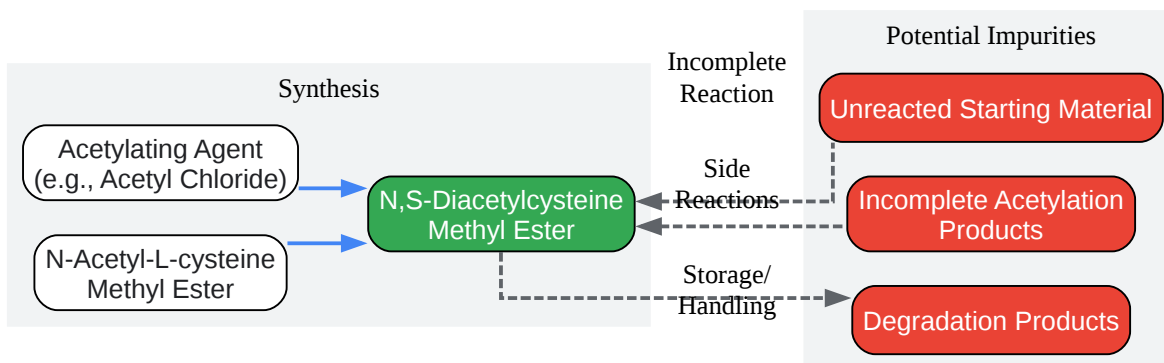 Synthesis
Acetylating Agent
(e.g., Acetyl Chloride)
N-Acetyl-L-cysteine
Methyl Ester
N,S-Diacetylcysteine
Methyl Ester
Incomplete
Reaction
Side
Reactions
Storage/
Handling
Potential Impurities
Unreacted Starting Material
Incomplete Acetylation
Products
Degradation Products